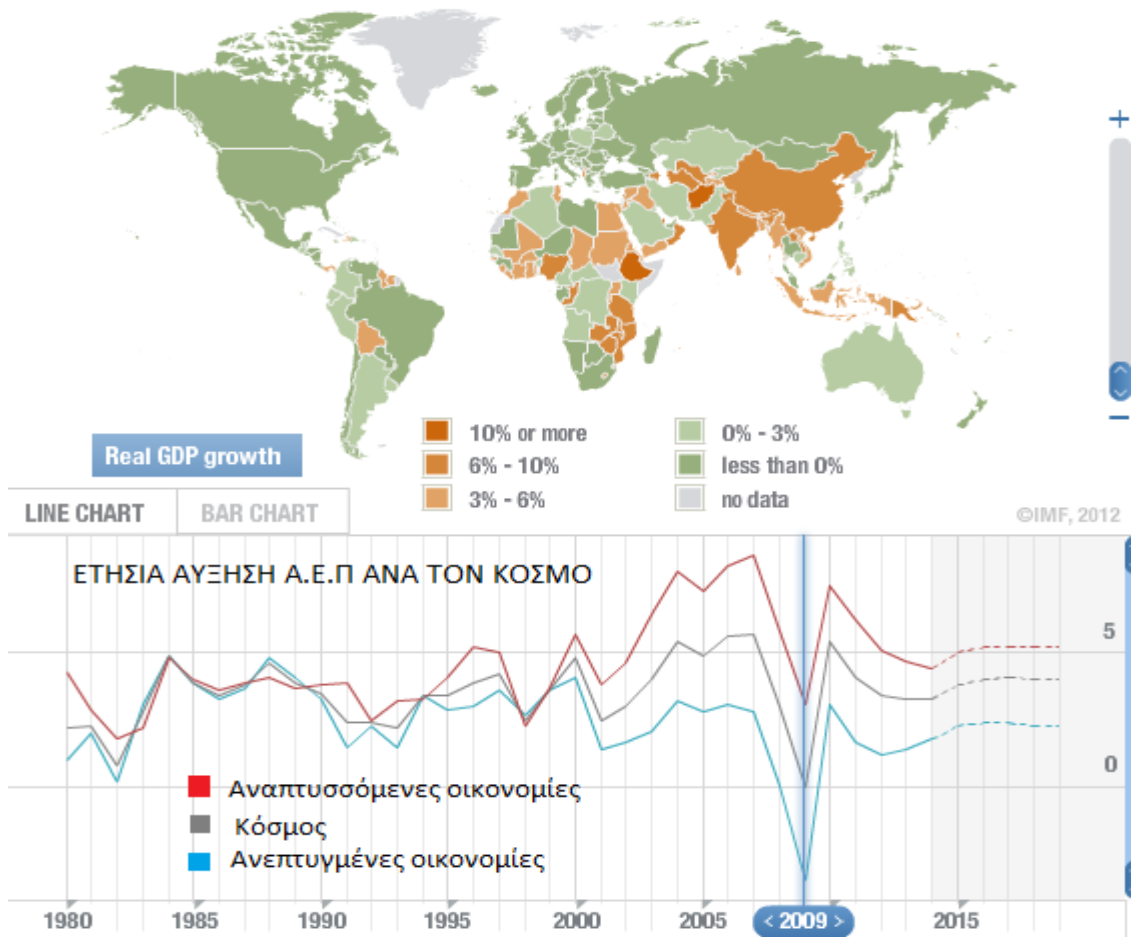 +
−
Real GDP growth
10% or more
6% - 10%
3% - 6%
0% - 3%
less than 0%
no data
LINE CHART
BAR CHART
©IMF, 2012
ΕΤΗΣΙΑ ΑΥΞΗΣΗ Α.Ε.Π ΑΝΑ ΤΟΝ ΚΟΣΜΟ
5
0
Αναπτυσσόμενες οικονομίες
Κόσμος
Ανεπτυγμένες οικονομίες
1980 1985 1990 1995 2000 2005 < 2009 > 2015